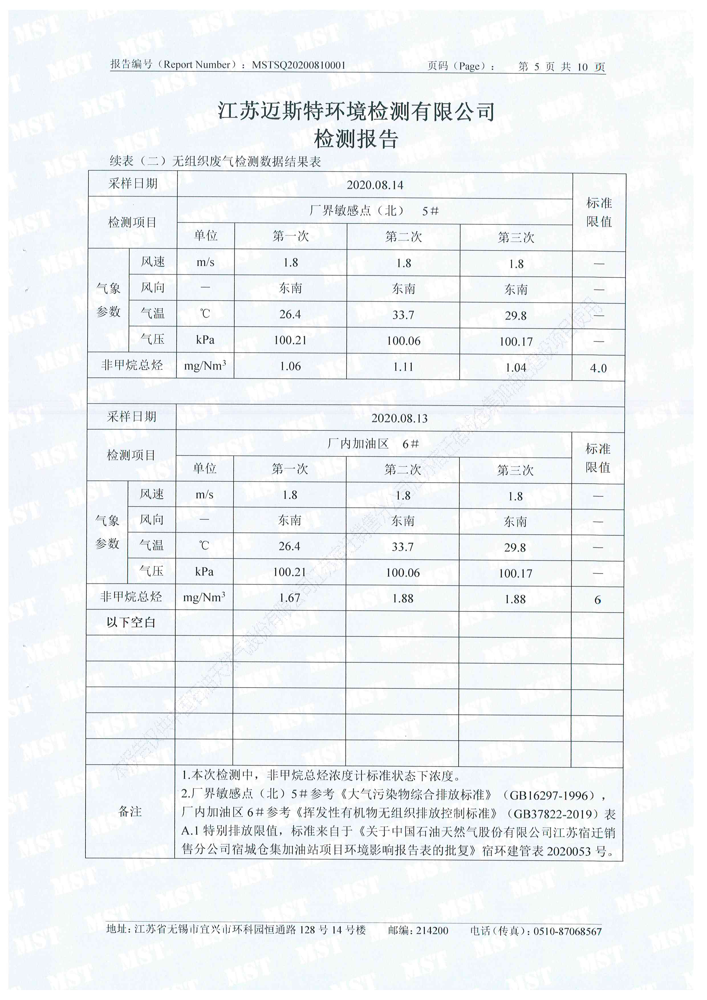 报告编号（Report Number）：MSTSQ20200810001 页码（Page）： 第 5 页 共 10 页
江苏迈斯特环境检测有限公司
检测报告
续表（二）无组织废气检测数据结果表
采样日期 2020.08.14 标准限值
检测项目 厂界敏感点（北） 5#
单位 第一次 第二次 第三次
气象参数 风速 m/s 1.8 1.8 1.8 —
风向 — 东南 东南 东南 —
气温 ℃ 26.4 33.7 29.8 —
气压 kPa 100.21 100.06 100.17 —
非甲烷总烃 mg/Nm³ 1.06 1.11 1.04 4.0
采样日期 2020.08.13
检测项目 厂内加油区 6# 标准限值
单位 第一次 第二次 第三次
气象参数 风速 m/s 1.8 1.8 1.8 —
风向 — 东南 东南 东南 —
气温 ℃ 26.4 33.7 29.8 —
气压 kPa 100.21 100.06 100.17 —
非甲烷总烃 mg/Nm³ 1.67 1.88 1.88 6
以下空白
备注
1.本次检测中，非甲烷总烃浓度计标准状态下浓度。
2.厂界敏感点（北）5#参考《大气污染物综合排放标准》（GB16297-1996），
厂内加油区 6#参考《挥发性有机物无组织排放控制标准》（GB37822-2019）表
A.1 特别排放限值，标准来自于《关于中国石油天然气股份有限公司江苏宿迁销
售分公司宿城仓集加油站项目环境影响报告表的批复》宿环建管表 2020053 号。
地址：江苏省无锡市宜兴市环科园恒通路 128 号 14 号楼 邮编：214200 电话（传真）：0510-87068567
MST